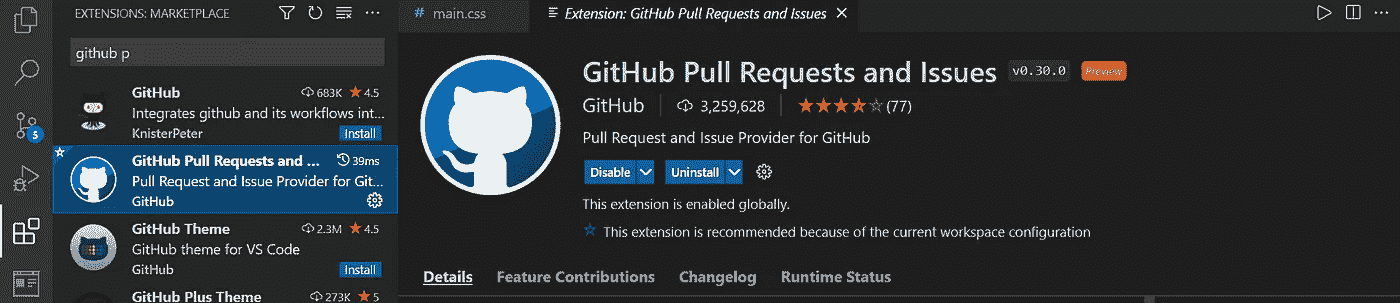 EXTENSIONS: MARKETPLACE
github p
GitHub 683K 4.5
Integrates github and its workflows int...
KnisterPeter Install
5
GitHub Pull Requests and ... 39ms
Pull Request and Issue Provider for Git...
GitHub
GitHub Theme 2.3M 4.5
GitHub theme for VS Code
GitHub Install
GitHub Plus Theme 273K 5
# main.css Extension: GitHub Pull Requests and Issues
GitHub Pull Requests and Issues v0.30.0 Preview
GitHub 3,259,628 (77)
Pull Request and Issue Provider for GitHub
Disable Uninstall
This extension is enabled globally.
This extension is recommended because of the current workspace configuration
Details Feature Contributions Changelog Runtime Status